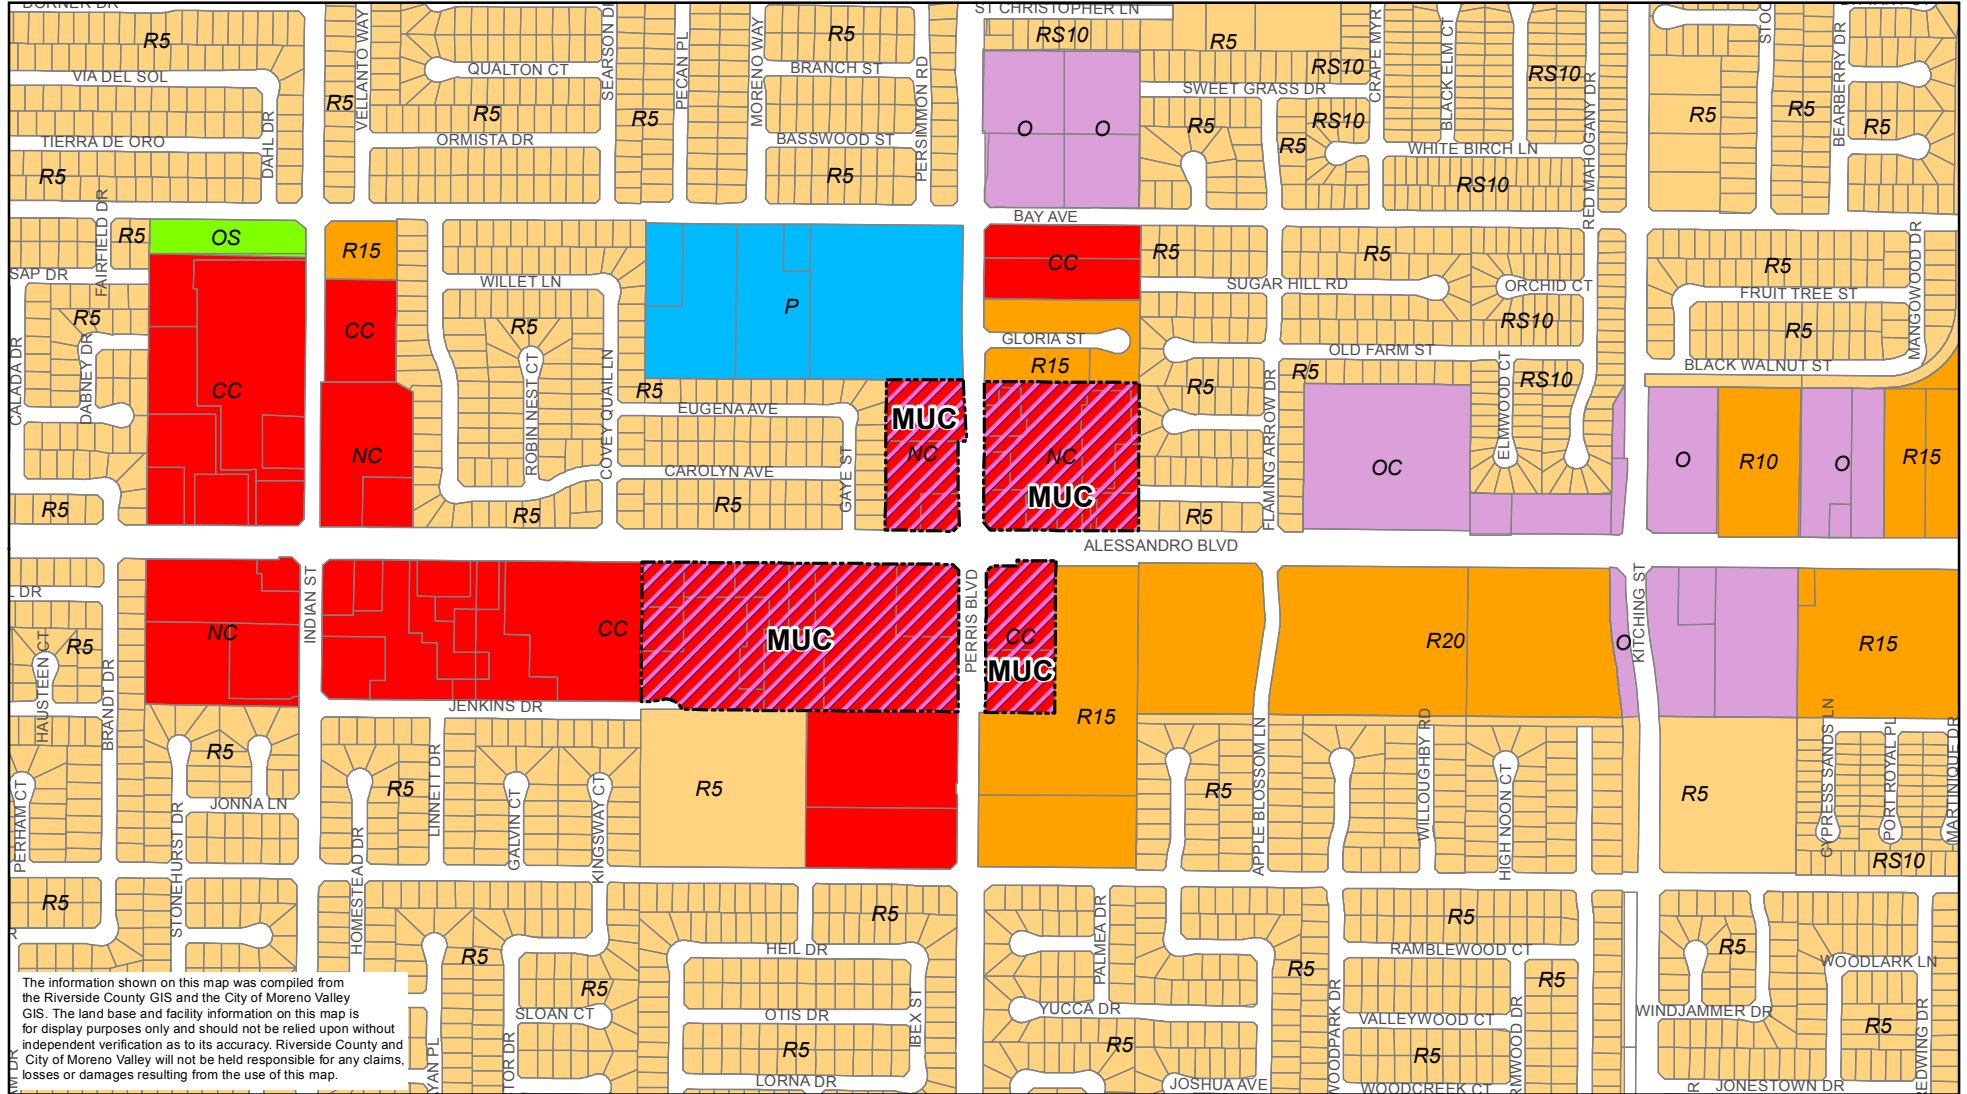 BORNER DR
ST CHRISTOPHER LN
R5
VIA DEL SOL
TIERRA DE ORO
R5
DAHL DR
R5
VELLANTO WAY
QUALTON CT
R5
ORMISTA DR
SEARSON DR
R5
PECAN PL
MORENO WAY
R5
BRANCH ST
BASSWOOD ST
R5
PERSIMMON RD
RS10
R5
RS10
SWEET GRASS DR
O
O
R5
R5
RS10
CRAPE MYR
BLACK ELM CT
RS10
WHITE BIRCH LN
RS10
RED MAHOGANY DR
R5
R5
BEARBERRY DR
R5
BAY AVE
FAIRFIELD DR
R5
OS
R15
SAP DR
R5
CALADA DR
DABNEY DR
CC
CC
NC
WILLET LN
R5
ROBIN NEST CT
COVEY QUAIL LN
R5
P
R5
EUGENA AVE
CAROLYN AVE
R5
GAYE ST
MUC
NC
CC
GLORIA ST
R15
NC
MUC
R5
SUGAR HILL RD
R5
ORCHID CT
RS10
OLD FARM ST
R5
R5
RS10
FLAMING ARROW DR
ELMWOOD CT
OC
R5
R5
FRUIT TREE ST
R5
MANGOWOOD DR
BLACK WALNUT ST
O
R10
O
R15
R5
ALESSANDRO BLVD
L DR
R5
HAUSTEEN CT
BRANDT DR
NC
INDIAN ST
CC
MUC
PERRIS BLVD
CC
MUC
R15
R20
O
KITCHING ST
R15
JENKINS DR
R5
JONNA LN
PERHAM CT
STONEHURST DR
HOMESTEAD DR
R5
LINNETT DR
GALVIN CT
KINGSWAY CT
R5
R5
APPLE BLOSSOM LN
WILLOUGHBY RD
HIGH NOON CT
R5
CYPRESS SANDS LN
PORT ROYAL PL
MARTINIQUE DR
RS10
R5
R5
R5
SLOAN CT
HEIL DR
R5
OTIS DR
R5
LORNA DR
IBEX ST
PALMEA DR
YUCCA DR
R5
JOSHUA AVE
R5
WOODPARK DR
R5
RAMBLEWOOD CT
VALLEYWOOD CT
R5
WOODCREEK CT
R5
RMWOOD DR
R5
WINDJAMMER DR
WOODLARK LN
R5
JONESTOWN DR
EDWING DR
YAN PL
TOR DR
The information shown on this map was compiled from
the Riverside County GIS and the City of Moreno Valley
GIS. The land base and facility information on this map is
for display purposes only and should not be relied upon without
independent verification as to its accuracy. Riverside County and
City of Moreno Valley will not be held responsible for any claims,
losses or damages resulting from the use of this map.